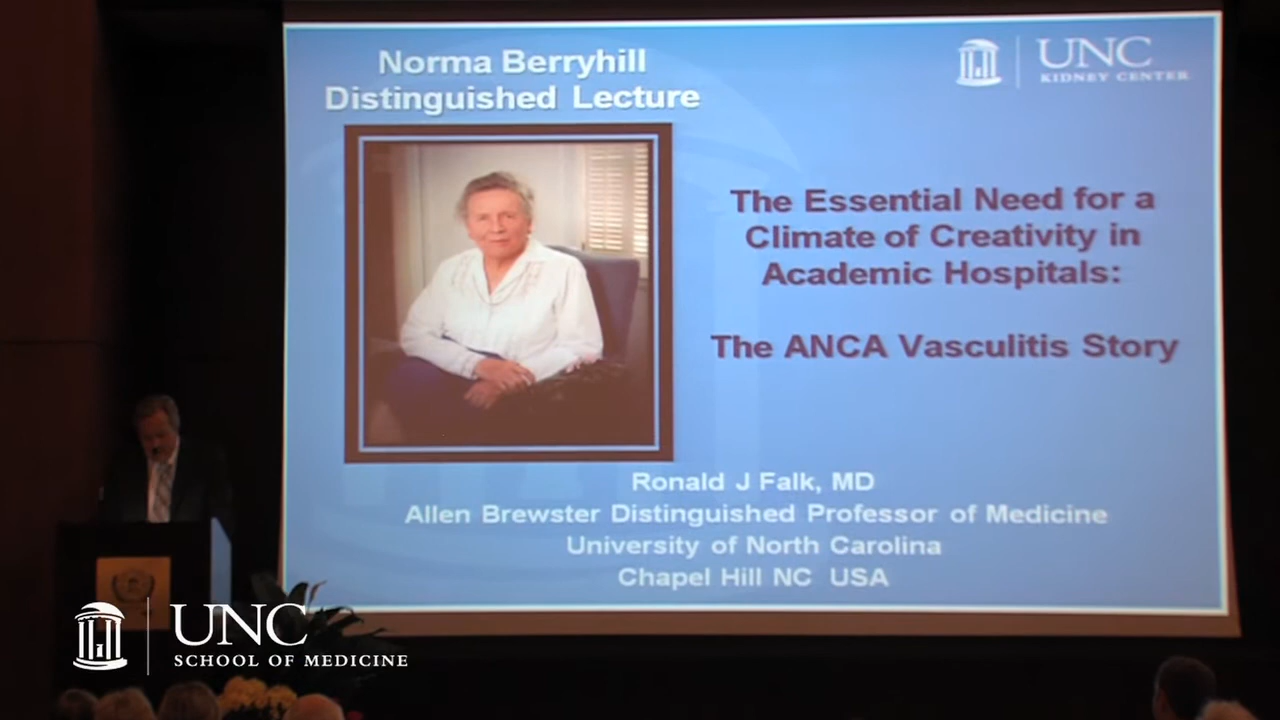 Norma Berryhill
Distinguished Lecture
UNC
KIDNEY CENTER
The Essential Need for a
Climate of Creativity in
Academic Hospitals:
The ANCA Vasculitis Story
Ronald J Falk, MD
Allen Brewster Distinguished Professor of Medicine
University of North Carolina
Chapel Hill NC USA
UNC
SCHOOL OF MEDICINE